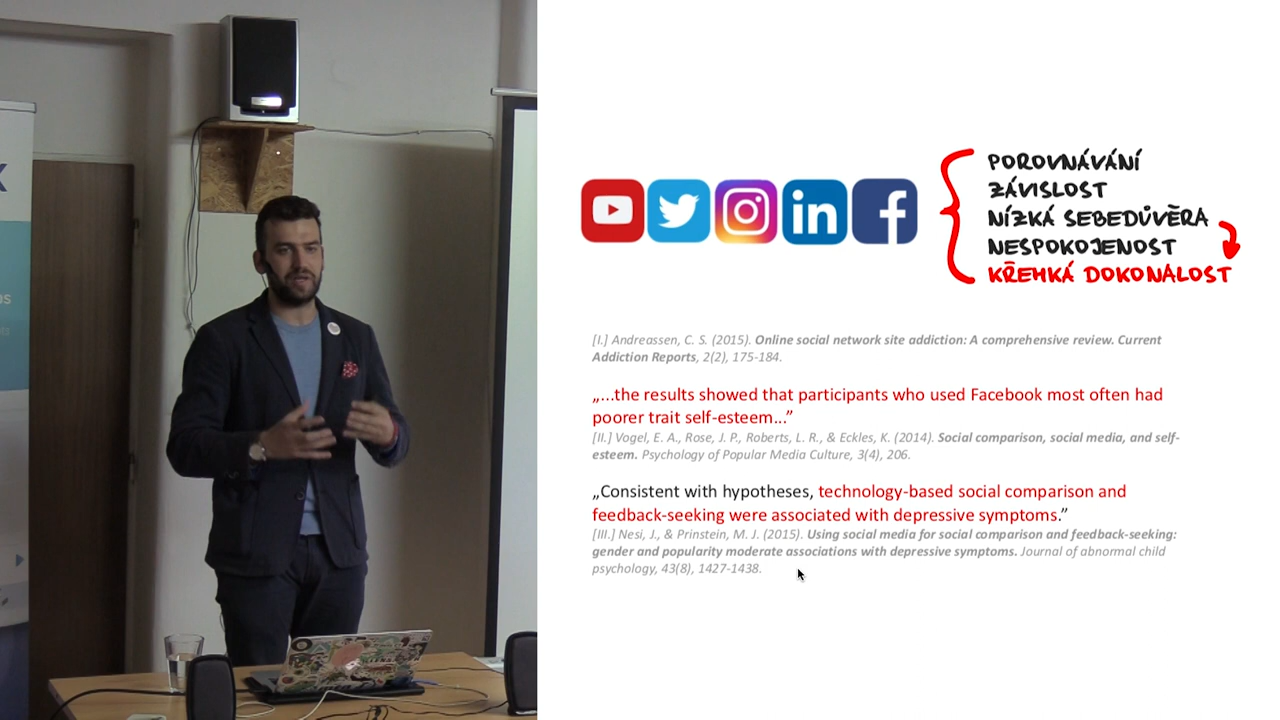 POROVNÁVÁNÍ
ZÁVISLOST
NÍZKÁ SEBEDŮVĚRA
NESPOKOJENOST
KŘEHKÁ DOKONALOST
in
[I.] Andreassen, C. S. (2015). Online social network site addiction: A comprehensive review. Current
Addiction Reports, 2(2), 175-184.
„...the results showed that participants who used Facebook most often had
poorer trait self-esteem...”
[II.] Vogel, E. A., Rose, J. P., Roberts, L. R., & Eckles, K. (2014). Social comparison, social media, and self-
esteem. Psychology of Popular Media Culture, 3(4), 206.
„Consistent with hypotheses, technology-based social comparison and
feedback-seeking were associated with depressive symptoms.”
[III.] Nesi, J., & Prinstein, M. J. (2015). Using social media for social comparison and feedback-seeking:
gender and popularity moderate associations with depressive symptoms. Journal of abnormal child
psychology, 43(8), 1427-1438.